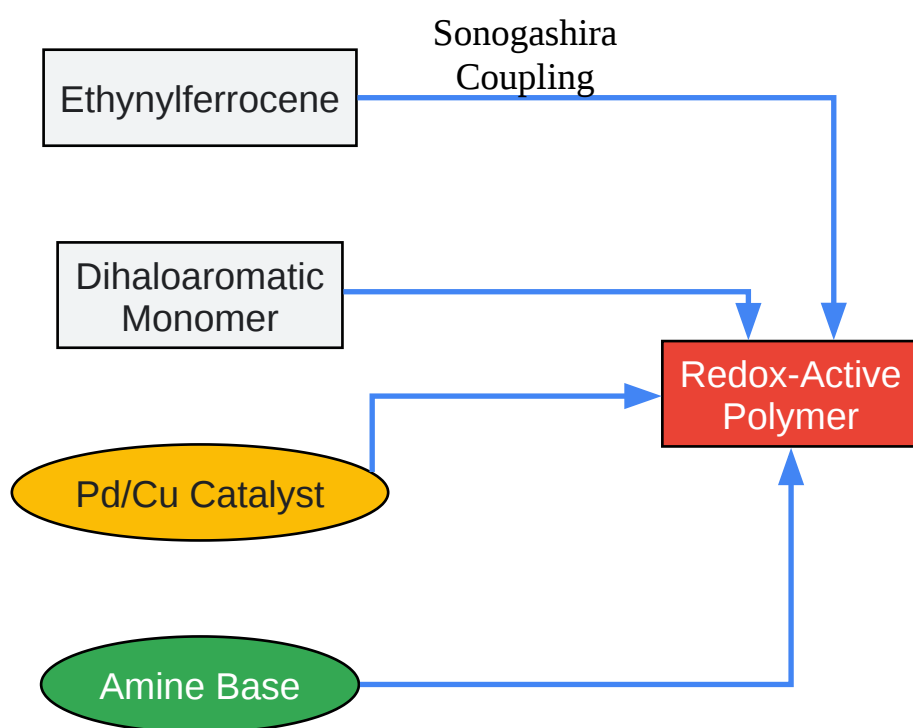 Sonogashira
Coupling
Ethynylferrocene
Dihaloaromatic
Monomer
Redox-Active
Polymer
Pd/Cu Catalyst
Amine Base